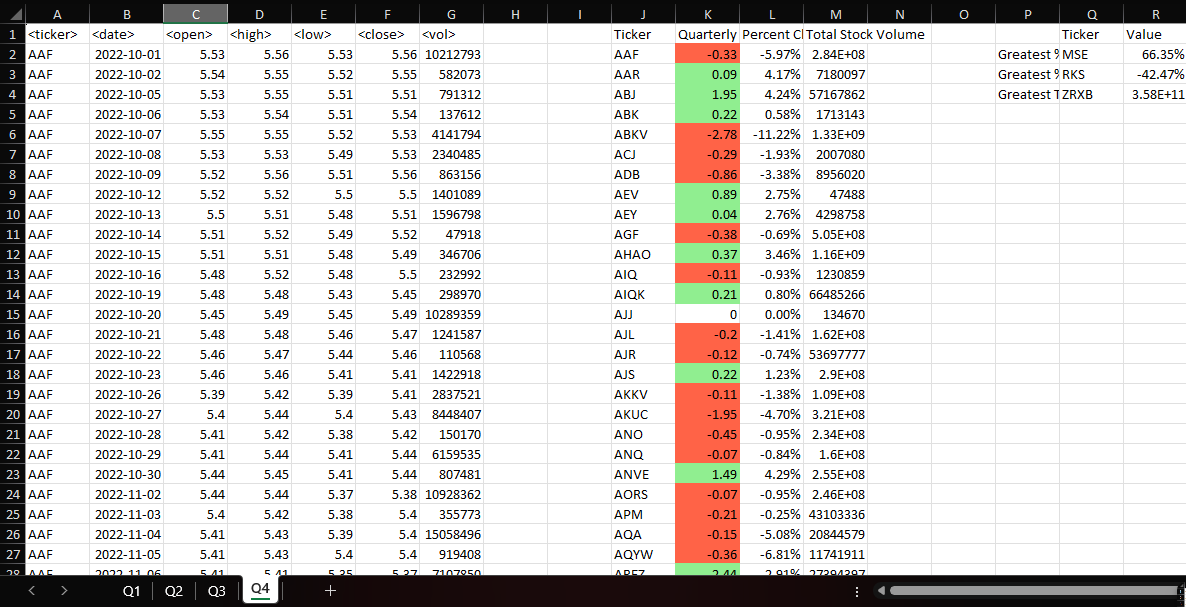 A B C D E F G H I J K L M N O P Q R
1 <ticker> <date> <open> <high> <low> <close> <vol> Ticker Quarterly Percent Cl Total Stock Volume Ticker Value
2 AAF 2022-10-01 5.53 5.56 5.53 5.56 10212793 AAF -0.33 -5.97% 2.84E+08 Greatest % MSE 66.35%
3 AAF 2022-10-02 5.54 5.55 5.52 5.55 582073 AAR 0.09 4.17% 7180097 Greatest % RKS -42.47%
4 AAF 2022-10-05 5.53 5.55 5.51 5.51 791312 ABJ 1.95 4.24% 57167862 Greatest T ZRXB 3.58E+11
5 AAF 2022-10-06 5.53 5.54 5.51 5.54 137612 ABK 0.22 0.58% 1713143
6 AAF 2022-10-07 5.55 5.55 5.52 5.53 4141794 ABKV -2.78 -11.22% 1.33E+09
7 AAF 2022-10-08 5.53 5.53 5.49 5.53 2340485 ACJ -0.29 -1.93% 2007080
8 AAF 2022-10-09 5.52 5.56 5.51 5.56 863156 ADB -0.86 -3.38% 8956020
9 AAF 2022-10-12 5.52 5.52 5.5 5.5 1401089 AEV 0.89 2.75% 47488
10 AAF 2022-10-13 5.5 5.51 5.48 5.51 1596798 AEY 0.04 2.76% 4298758
11 AAF 2022-10-14 5.51 5.52 5.49 5.52 47918 AGF -0.38 -0.69% 5.05E+08
12 AAF 2022-10-15 5.51 5.51 5.48 5.49 346706 AHAO 0.37 3.46% 1.16E+09
13 AAF 2022-10-16 5.48 5.52 5.48 5.5 232992 AIQ -0.11 -0.93% 1230859
14 AAF 2022-10-19 5.48 5.48 5.43 5.45 298970 AIQK 0.21 0.80% 66485266
15 AAF 2022-10-20 5.45 5.49 5.45 5.49 10289359 AJJ 0 0.00% 134670
16 AAF 2022-10-21 5.48 5.48 5.46 5.47 1241587 AJL -0.2 -1.41% 1.62E+08
17 AAF 2022-10-22 5.46 5.47 5.44 5.46 110568 AJR -0.12 -0.74% 53697777
18 AAF 2022-10-23 5.46 5.46 5.41 5.41 1422918 AJS 0.22 1.23% 2.9E+08
19 AAF 2022-10-26 5.39 5.42 5.39 5.41 2837521 AKKV -0.11 -1.38% 1.09E+08
20 AAF 2022-10-27 5.4 5.44 5.4 5.43 8448407 AKUC -1.95 -4.70% 3.21E+08
21 AAF 2022-10-28 5.41 5.42 5.38 5.42 150170 ANO -0.45 -0.95% 2.34E+08
22 AAF 2022-10-29 5.41 5.44 5.41 5.44 6159535 ANQ -0.07 -0.84% 1.6E+08
23 AAF 2022-10-30 5.44 5.45 5.41 5.44 807481 ANVE 1.49 4.29% 2.55E+08
24 AAF 2022-11-02 5.44 5.44 5.37 5.38 10928362 AORS -0.07 -0.95% 2.46E+08
25 AAF 2022-11-03 5.4 5.42 5.38 5.4 355773 APM -0.21 -0.25% 43103336
26 AAF 2022-11-04 5.41 5.43 5.39 5.4 15058496 AQA -0.15 -5.08% 20844579
27 AAF 2022-11-05 5.41 5.43 5.4 5.4 919408 AQYW -0.36 -6.81% 11741911
28 AAF 2022-11-06 5.41 5.41 5.35 5.37 7107850 2.44 2.91% 27394397
Q1 Q2 Q3 Q4 +